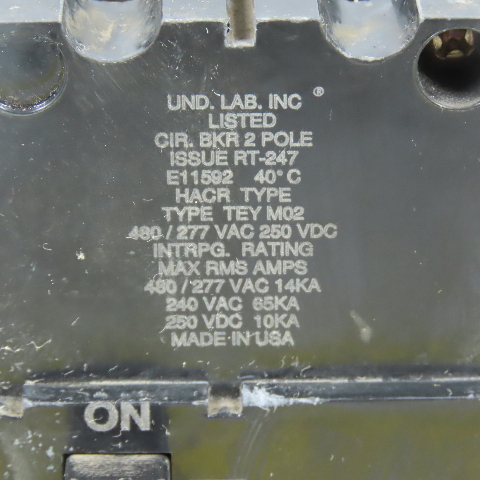 UND. LAB. INC ®
LISTED
CIR. BKR 2 POLE
ISSUE RT-247
E11592 40°C
HACR TYPE
TYPE TEY M02
480/277 VAC 250 VDC
INTRPG. RATING
MAX RMS AMPS
480/277 VAC 14KA
240 VAC 65KA
250 VDC 10KA
MADE IN USA
ON